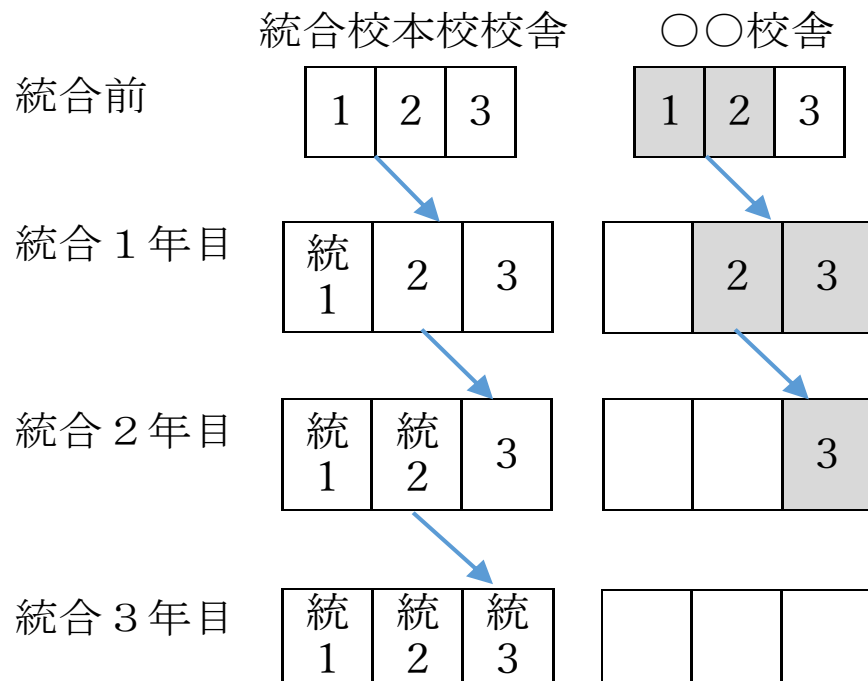 統合校本校校舎 ○○校舎
統合前 1 2 3 1 2 3
統合１年目 統1 2 3 2 3
統合２年目 統1 統2 3 3
統合３年目 統1 統2 統3